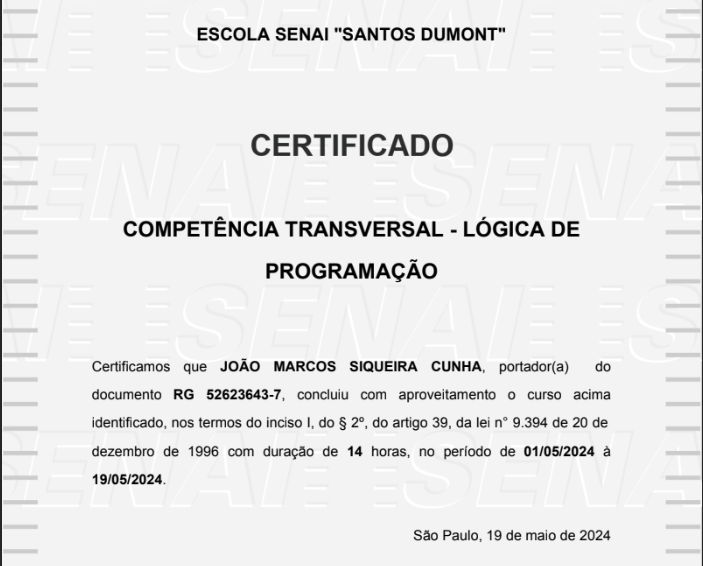 ESCOLA SENAI "SANTOS DUMONT"
CERTIFICADO
COMPETÊNCIA TRANSVERSAL - LÓGICA DE
PROGRAMAÇÃO
Certificamos que JOÃO MARCOS SIQUEIRA CUNHA, portador(a) do
documento RG 52623643-7, concluiu com aproveitamento o curso acima
identificado, nos termos do inciso I, do § 2º, do artigo 39, da lei n° 9.394 de 20 de
dezembro de 1996 com duração de 14 horas, no período de 01/05/2024 à
19/05/2024.
São Paulo, 19 de maio de 2024